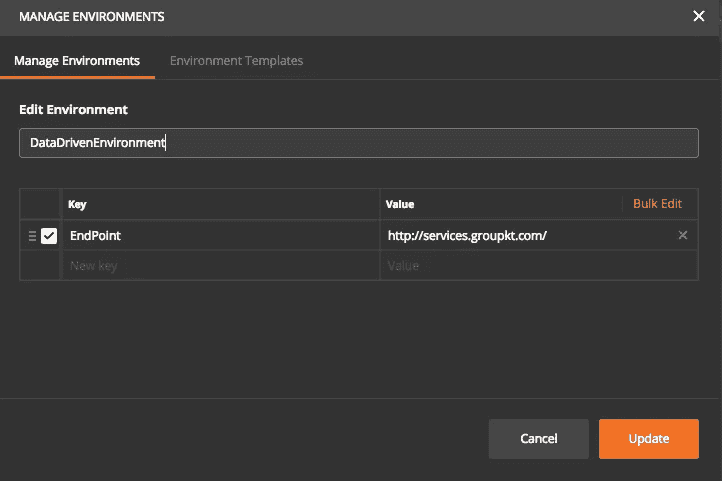 MANAGE ENVIRONMENTS
Manage Environments Environment Templates
Edit Environment
DataDrivenEnvironment
Key Value Bulk Edit
EndPoint http://services.groupkt.com/
New key Value
Cancel Update